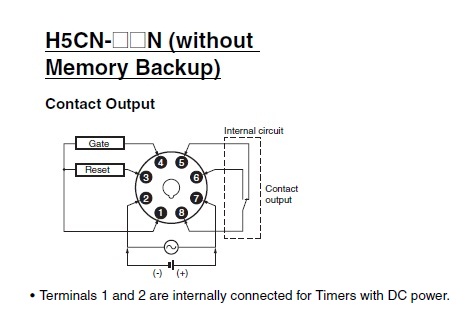 H5CN-□□N (without
Memory Backup)
Contact Output
Internal circuit
Gate
Reset
4
5
3
6
2
7
1
8
Contact
output
(-) (+)
• Terminals 1 and 2 are internally connected for Timers with DC power.